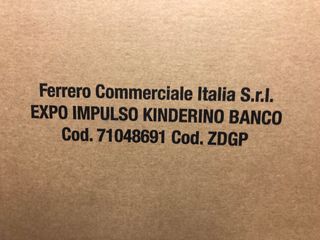 Ferrero Commerciale Italia S.r.l.
EXPO IMPULSO KINDERINO BANCO
Cod. 71048691 Cod. ZDGP